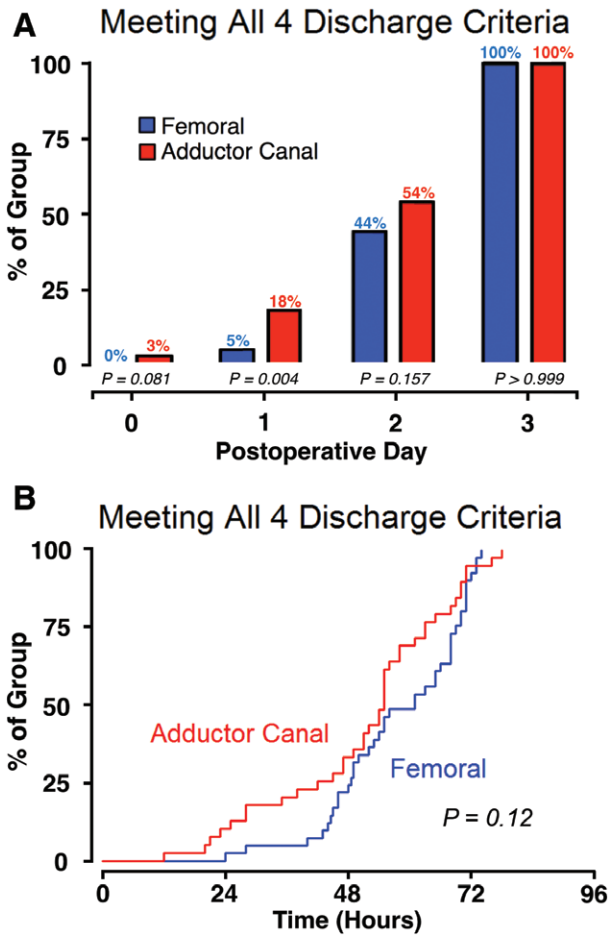 A
Meeting All 4 Discharge Criteria
% of Group
100
75
50
25
0
Femoral
Adductor Canal
0%
3%
5%
18%
44%
54%
100%
100%
P = 0.081
P = 0.004
P = 0.157
P > 0.999
0
1
2
3
Postoperative Day
B
Meeting All 4 Discharge Criteria
% of Group
100
75
50
25
0
Adductor Canal
Femoral
P = 0.12
0
24
48
72
96
Time (Hours)